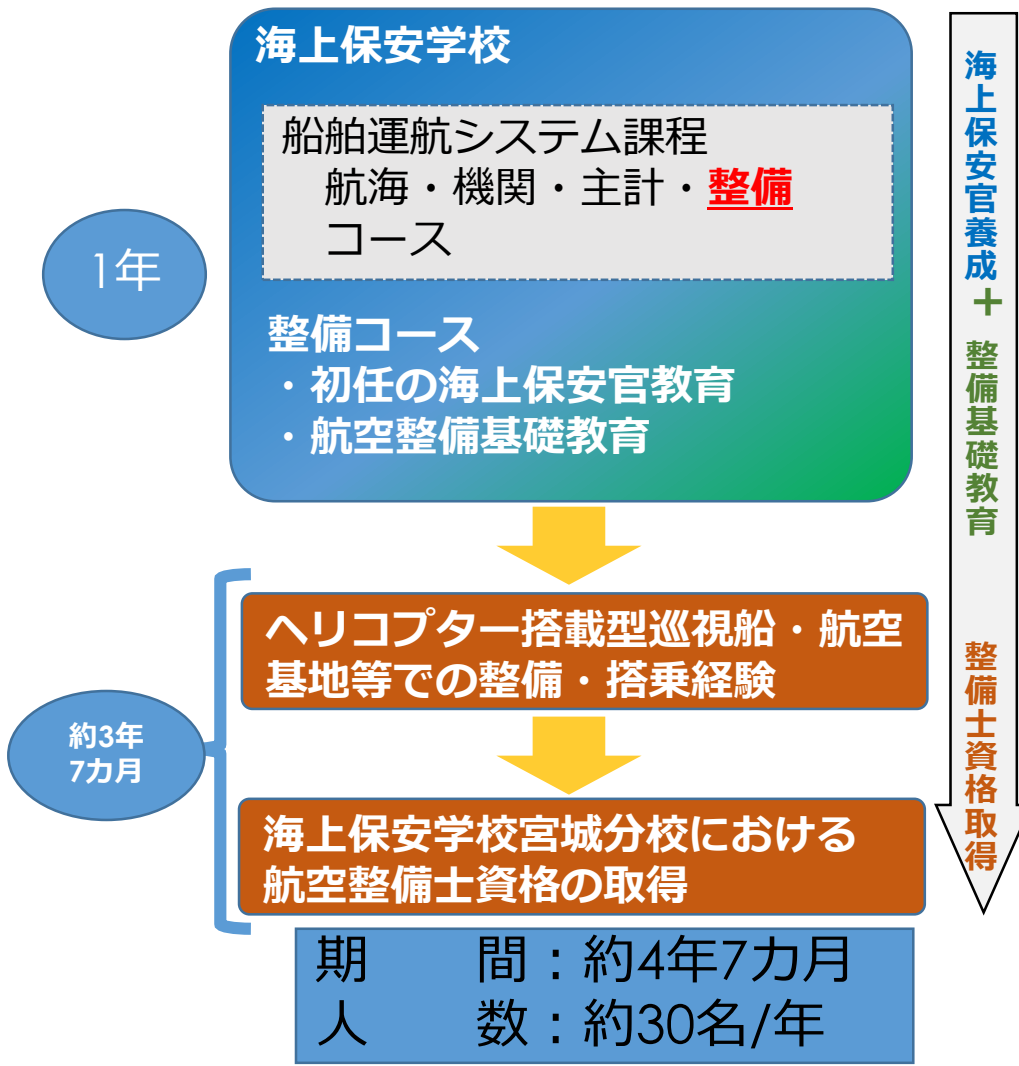 海上保安学校
船舶運航システム課程
航海・機関・主計・整備
コース
1年
整備コース
・初任の海上保安官教育
・航空整備基礎教育
ヘリコプター搭載型巡視船・航空
基地等での整備・搭乗経験
約3年
7カ月
海上保安学校宮城分校における
航空整備士資格の取得
期　　間：約4年7カ月
人　　数：約30名/年
海上保安官養成＋整備基礎教育
整備士資格取得